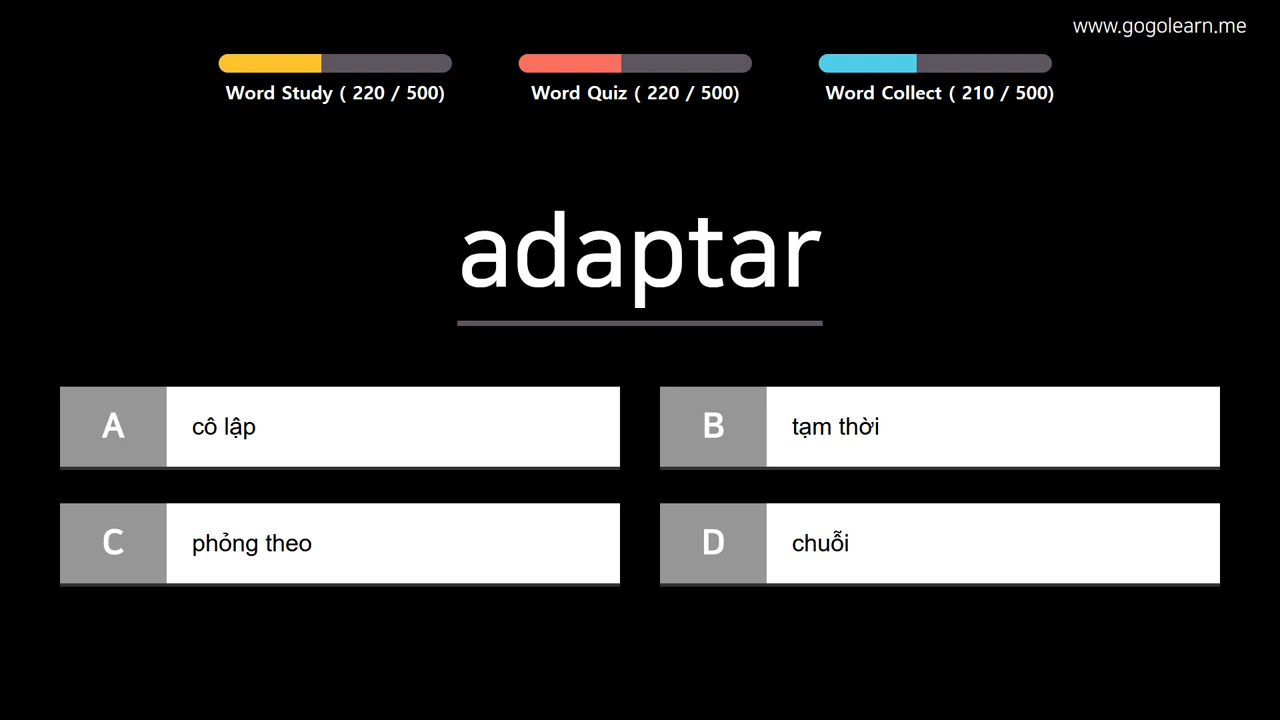 www.gogolearn.me
Word Study ( 220 / 500)
Word Quiz ( 220 / 500)
Word Collect ( 210 / 500)
adaptar
A
cô lập
B
tạm thời
C
phỏng theo
D
chuỗi